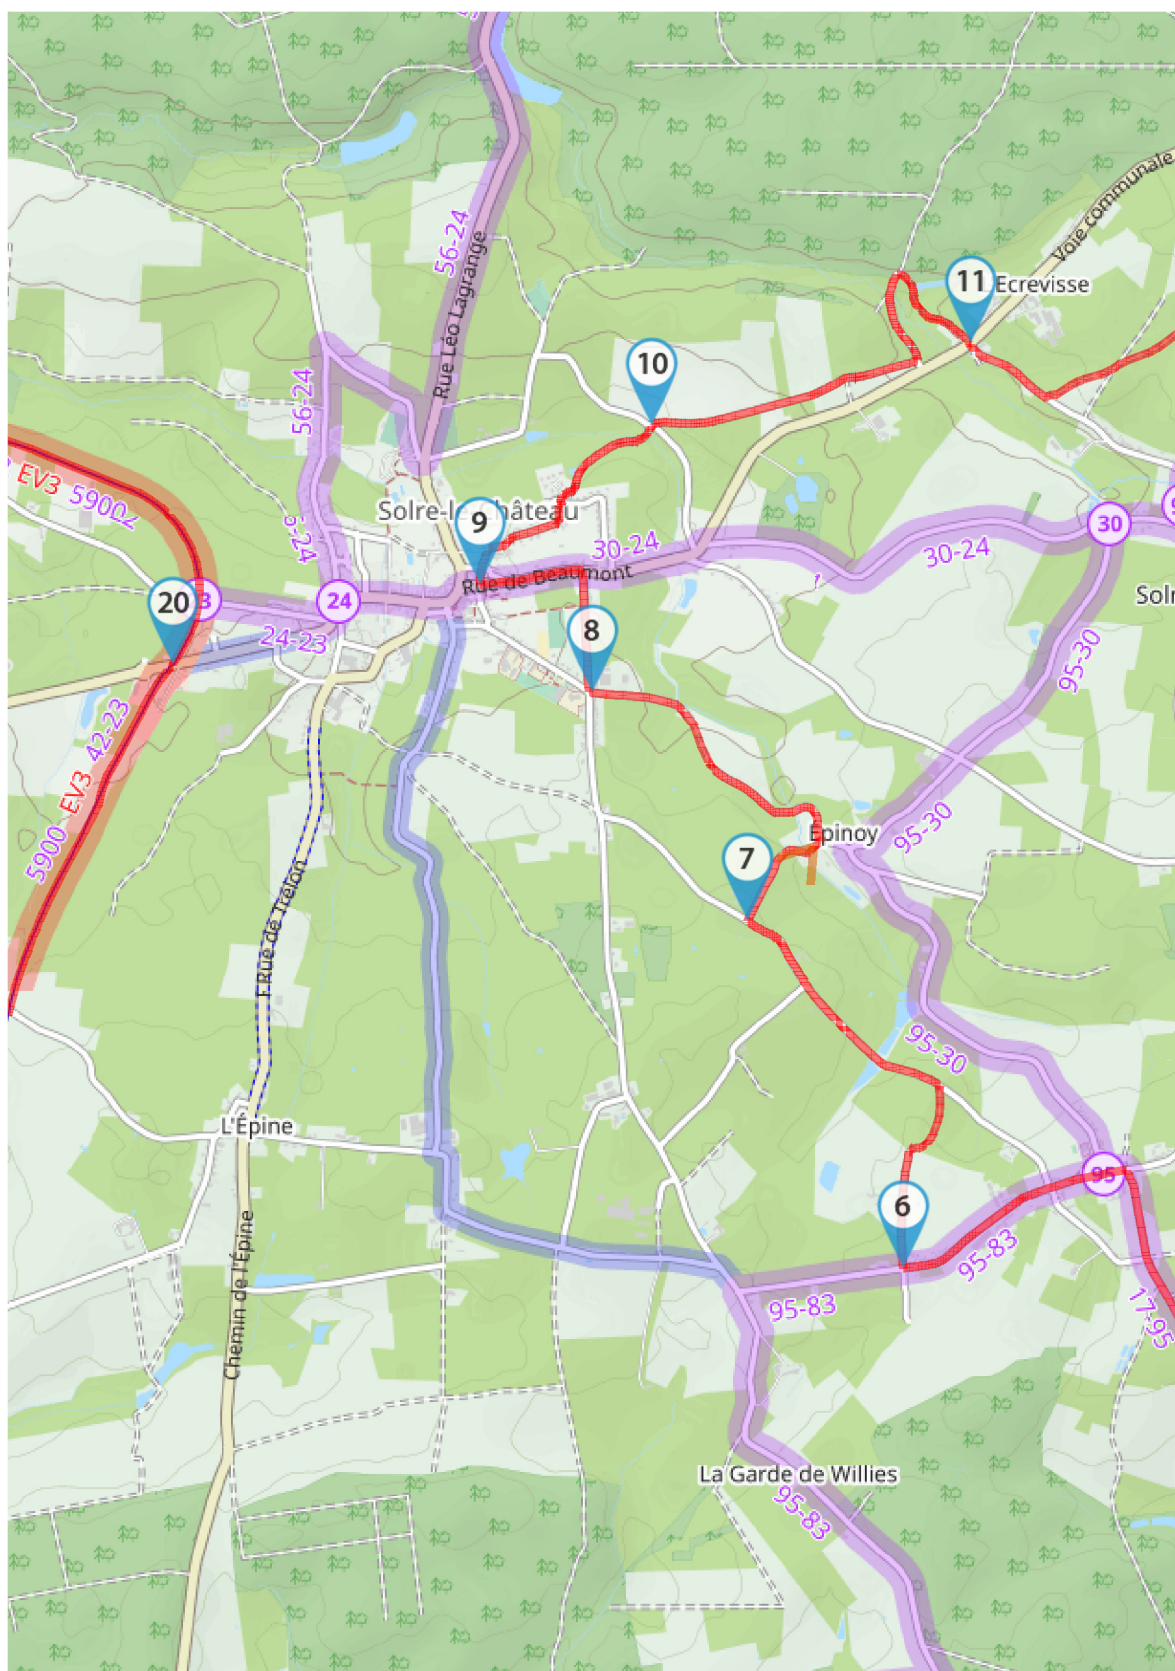 56-24
Rue Léo Lagrange
Voie communale
11
Ecrevisse
10
56-24
EV3
59002
Solre-le-Château
9
30-24
30
30-24
Rue de Beaumont
20
3
24
24-23
8
Solr
95-30
42-23
EV3
5900
7
Épinoy
95-30
Rue de Trélon
95-30
L'Épine
95
6
95-83
95-83
17-95
Chemin de l'Épine
La Garde de Willies
95-83